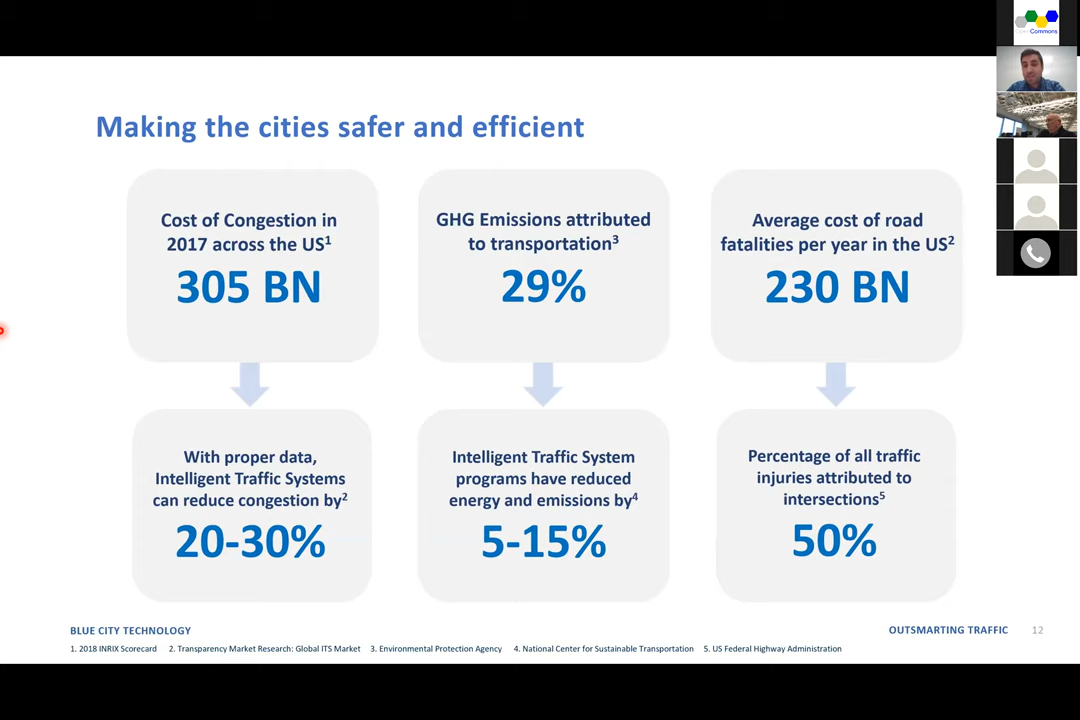 Making the cities safer and efficient
Cost of Congestion in
2017 across the US1
305 BN
GHG Emissions attributed
to transportation3
29%
Average cost of road
fatalities per year in the US2
230 BN
With proper data,
Intelligent Traffic Systems
can reduce congestion by2
20-30%
Intelligent Traffic System
programs have reduced
energy and emissions by4
5-15%
Percentage of all traffic
injuries attributed to
intersections5
50%
BLUE CITY TECHNOLOGY
OUTSMARTING TRAFFIC 12
1. 2018 INRIX Scorecard 2. Transparency Market Research: Global ITS Market 3. Environmental Protection Agency 4. National Center for Sustainable Transportation 5. US Federal Highway Administration
Open Commons